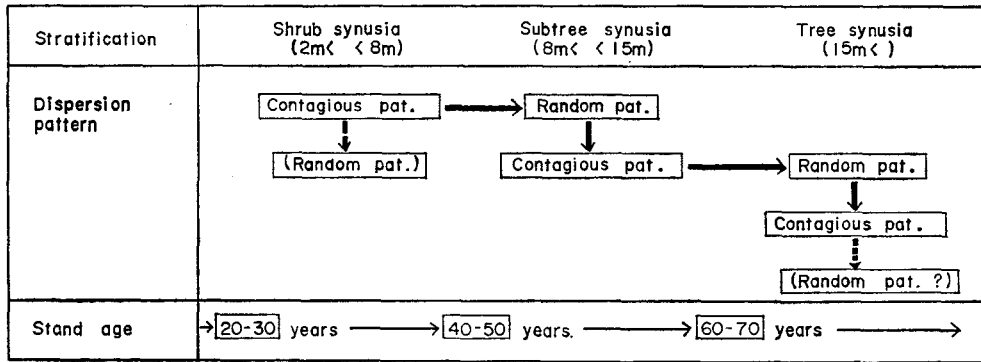 Stratification
Shrub synusia
(2m< <8m)
Subtree synusia
(8m< <15m)
Tree synusia
(15m< )
Dispersion
pattern
Contagious pat.
Random pat.
(Random pat.)
Contagious pat.
Random pat.
Contagious pat.
(Random pat. ?)
Stand age
20-30 years
40-50 years.
60-70 years